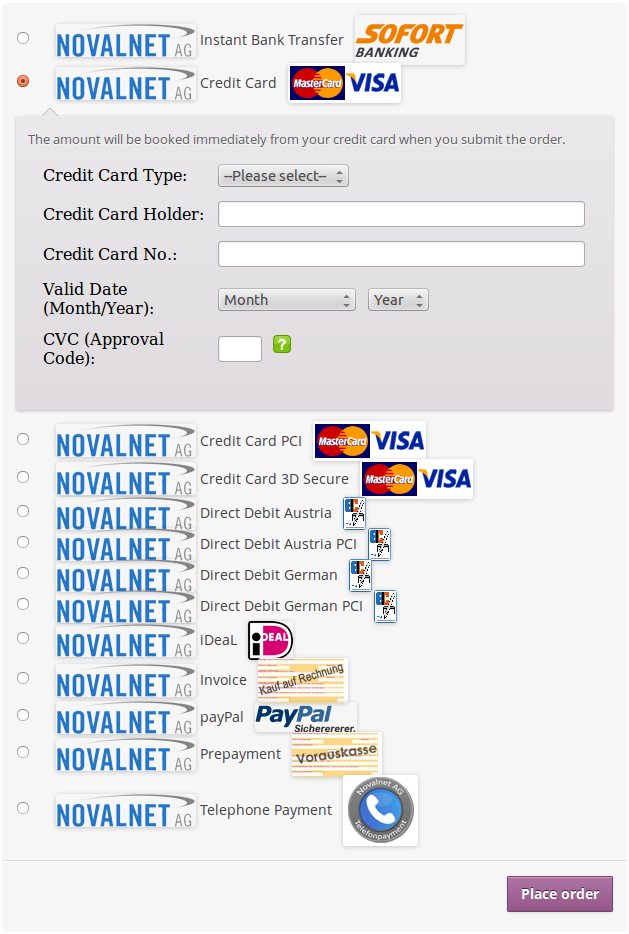 NOVALNET AG Instant Bank Transfer SOFORT BANKING
NOVALNET AG Credit Card MasterCard VISA
The amount will be booked immediately from your credit card when you submit the order.
Credit Card Type: --Please select--
Credit Card Holder:
Credit Card No.:
Valid Date (Month/Year): Month Year
CVC (Approval Code): ?
NOVALNET AG Credit Card PCI MasterCard VISA
NOVALNET AG Credit Card 3D Secure MasterCard VISA
NOVALNET AG Direct Debit Austria EC
NOVALNET AG Direct Debit Austria PCI EC
NOVALNET AG Direct Debit German EC
NOVALNET AG Direct Debit German PCI EC
NOVALNET AG iDeaL iDEAL
NOVALNET AG Invoice Kauf auf Rechnung
NOVALNET AG payPal PayPal Sichererererer.
NOVALNET AG Prepayment Vorauskasse
NOVALNET AG Telephone Payment Novalnet AG Telefonpayment
Place order